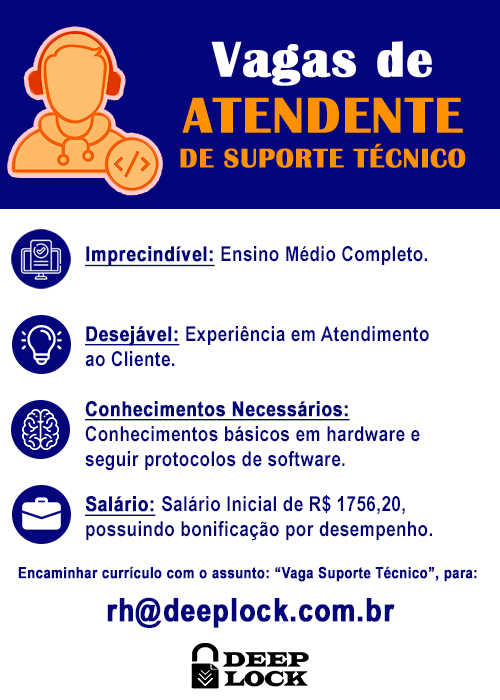 Vagas de
ATENDENTE
DE SUPORTE TÉCNICO
Imprecindível: Ensino Médio Completo.
Desejável: Experiência em Atendimento
ao Cliente.
Conhecimentos Necessários:
Conhecimentos básicos em hardware e
seguir protocolos de software.
Salário: Salário Inicial de R$ 1756,20,
possuindo bonificação por desempenho.
Encaminhar currículo com o assunto: “Vaga Suporte Técnico”, para:
rh@deeplock.com.br
DEEP
LOCK